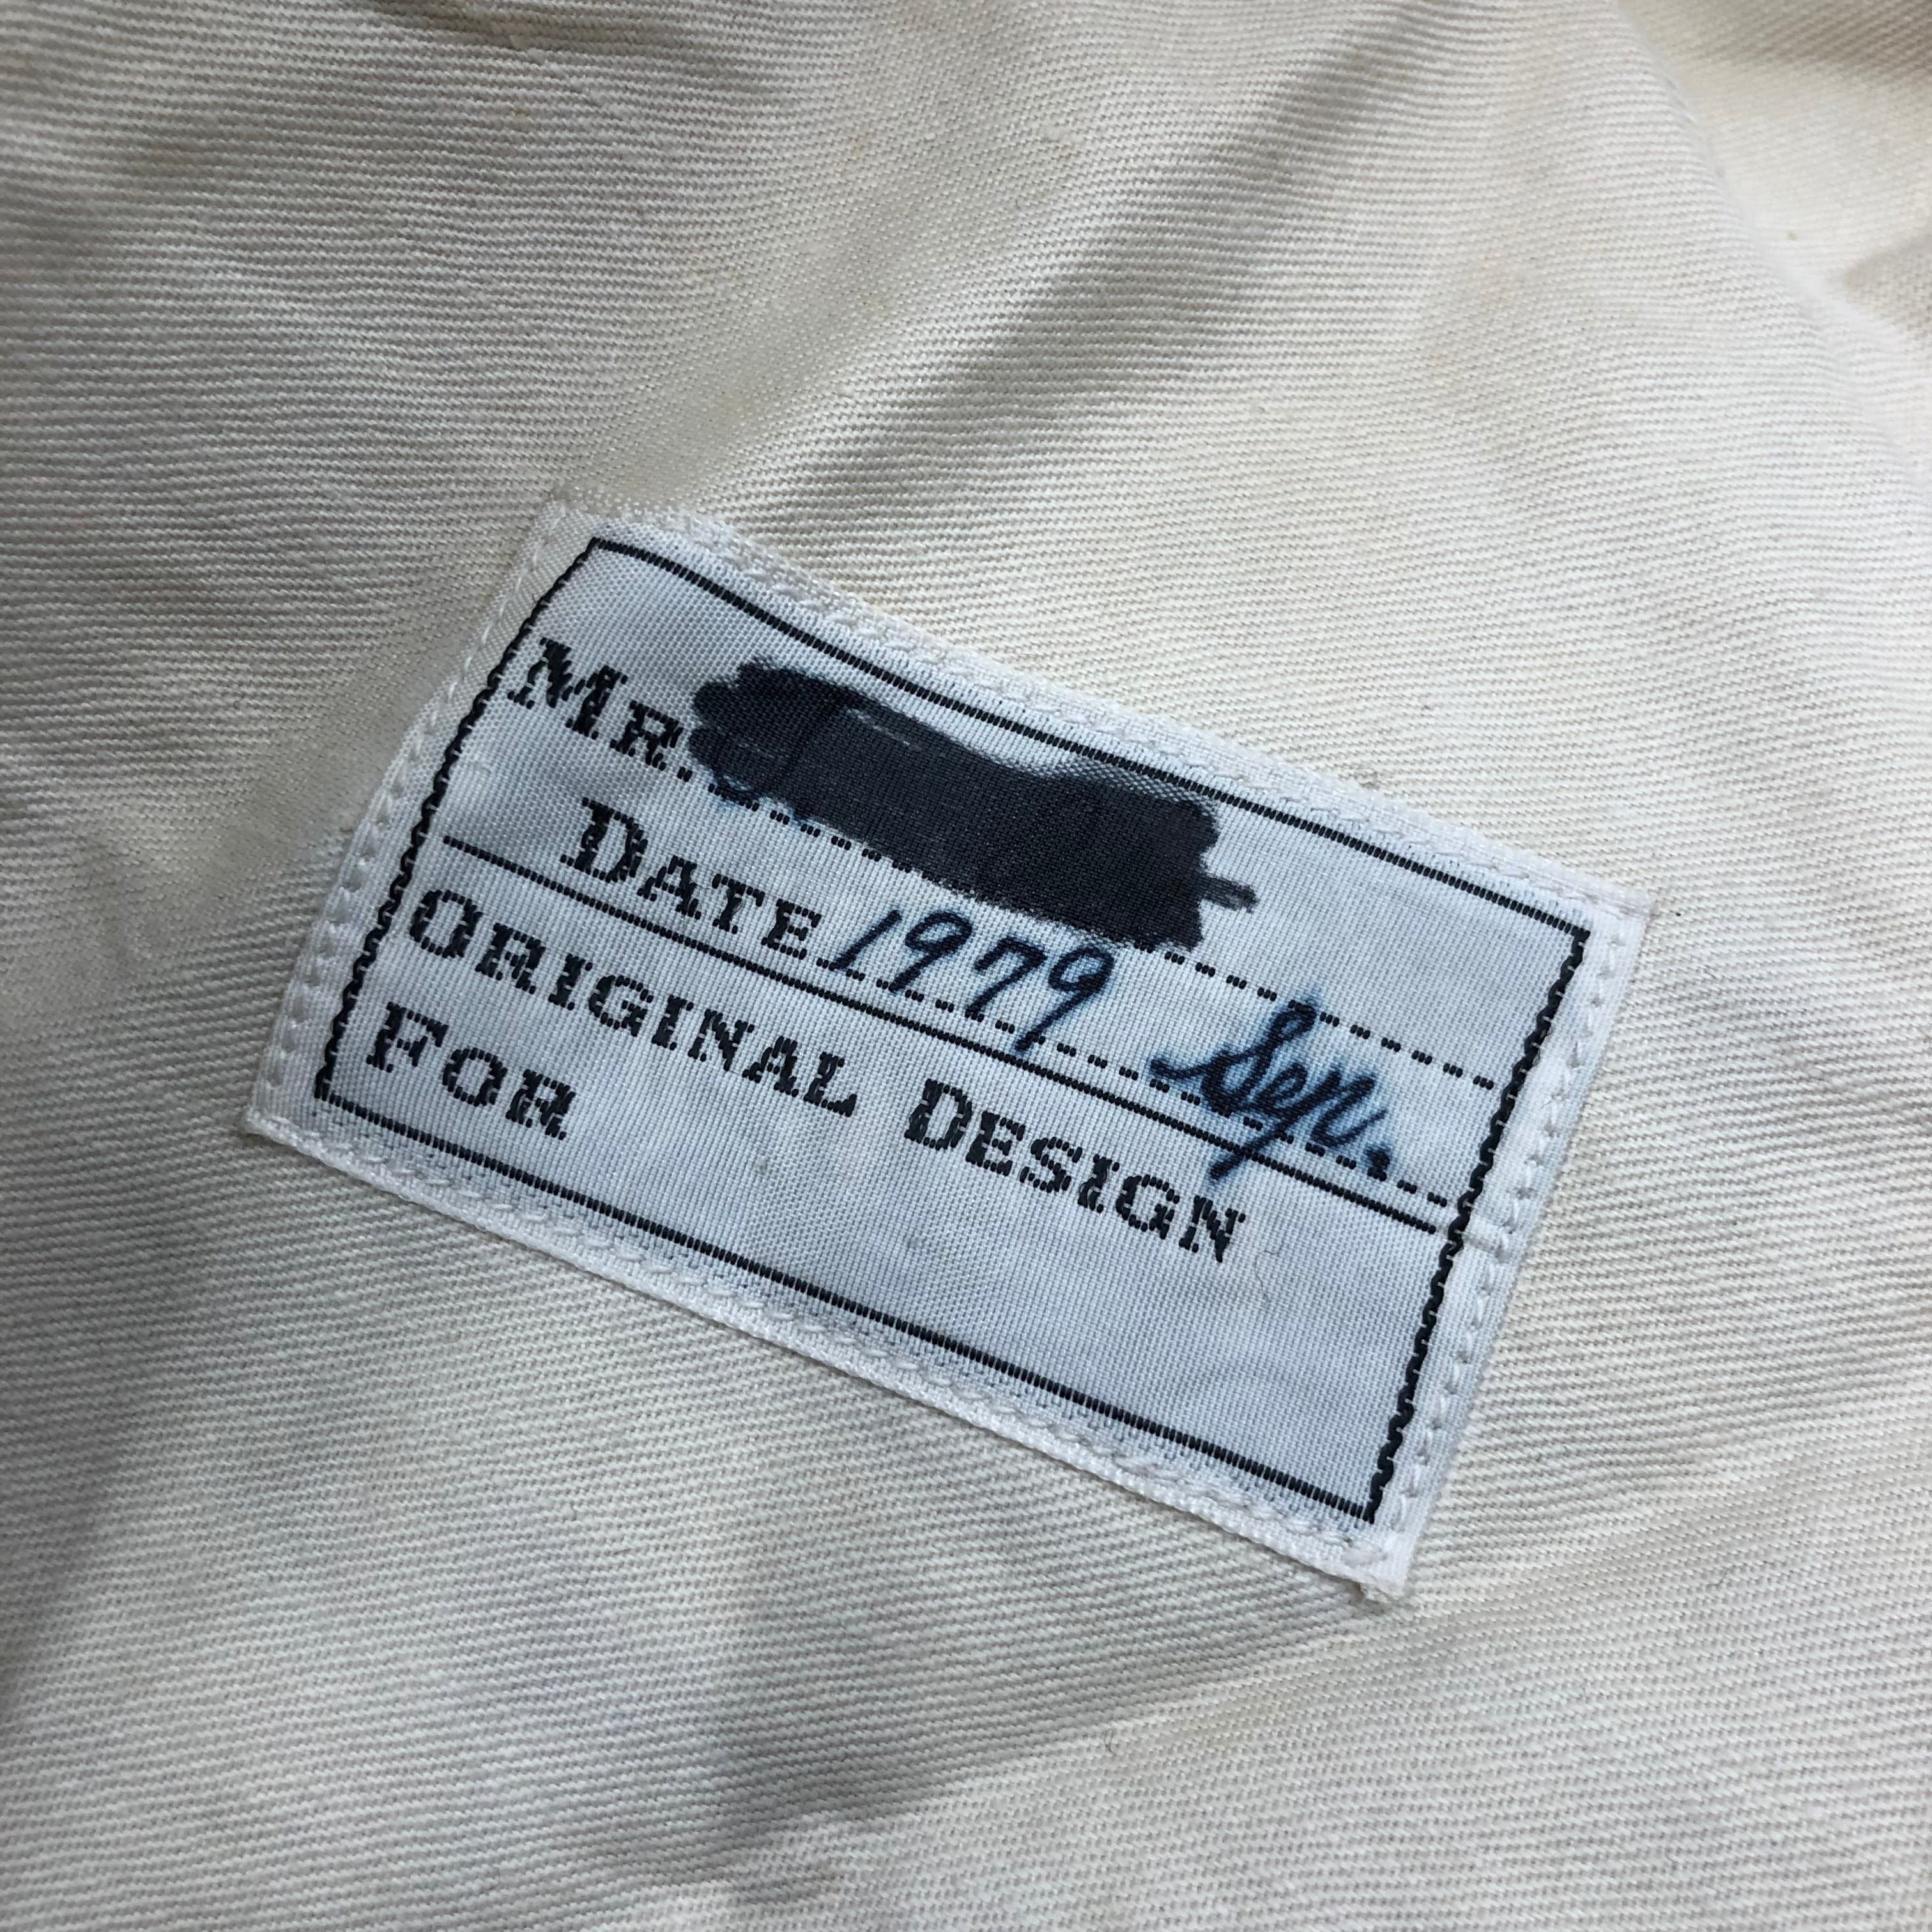 MR.
DATE 1979 Sep.
ORIGINAL DESIGN
FOR